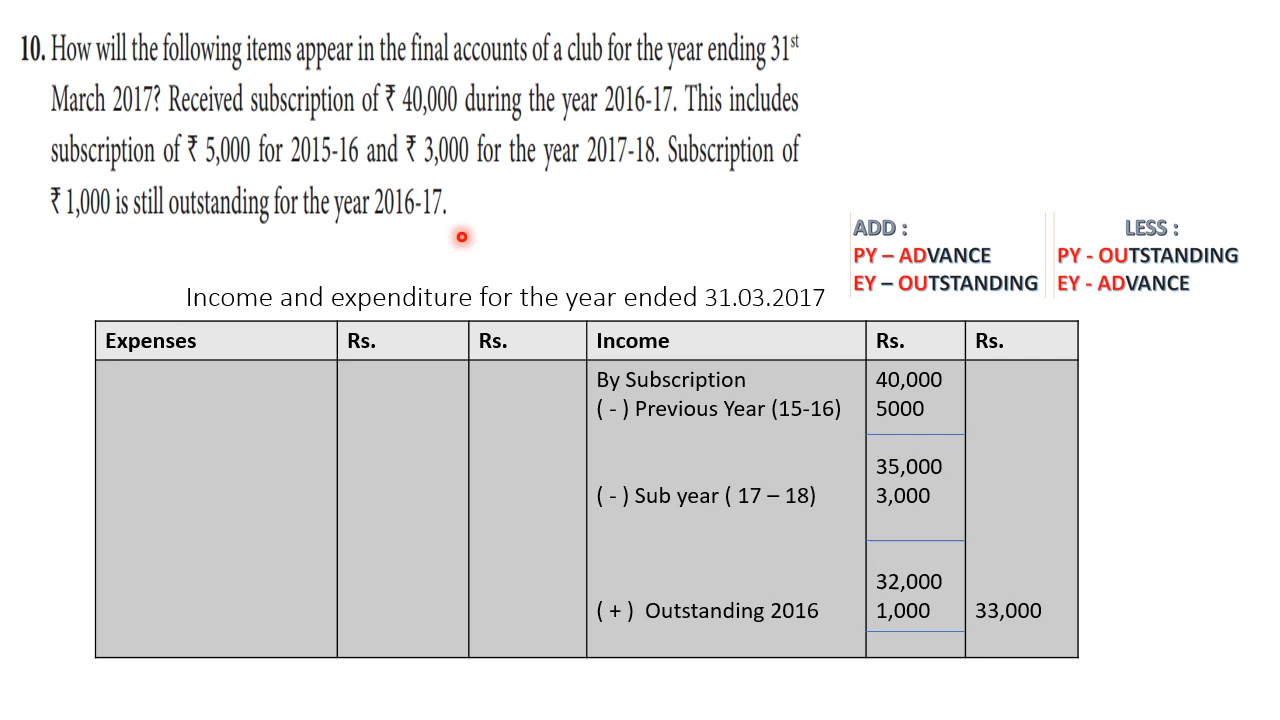 10. How will the following items appear in the final accounts of a club for the year ending 31st
March 2017? Received subscription of ₹ 40,000 during the year 2016-17. This includes
subscription of ₹ 5,000 for 2015-16 and ₹ 3,000 for the year 2017-18. Subscription of
₹ 1,000 is still outstanding for the year 2016-17.
ADD : LESS :
PY – ADVANCE PY - OUTSTANDING
EY – OUTSTANDING EY - ADVANCE
Income and expenditure for the year ended 31.03.2017
Expenses Rs. Rs. Income Rs. Rs.
By Subscription 40,000
( - ) Previous Year (15-16) 5000
35,000
( - ) Sub year ( 17 – 18) 3,000
32,000
( + ) Outstanding 2016 1,000 33,000